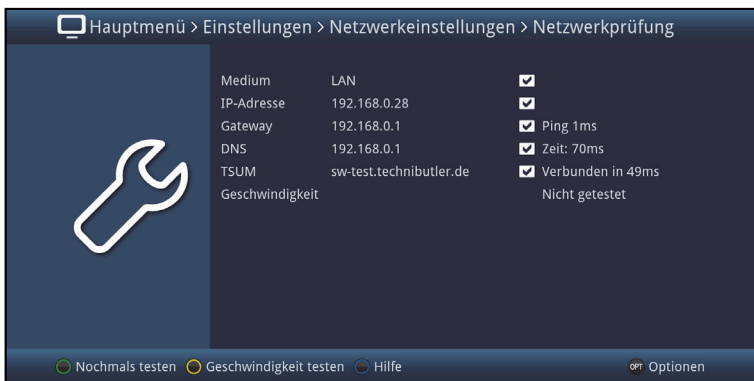 Hauptmenü > Einstellungen > Netzwerkeinstellungen > Netzwerkprüfung
Medium LAN
IP-Adresse 192.168.0.28
Gateway 192.168.0.1 Ping 1ms
DNS 192.168.0.1 Zeit: 70ms
TSUM sw-test.technibutler.de Verbunden in 49ms
Geschwindigkeit Nicht getestet
Nochmals testen Geschwindigkeit testen Hilfe OPT Optionen